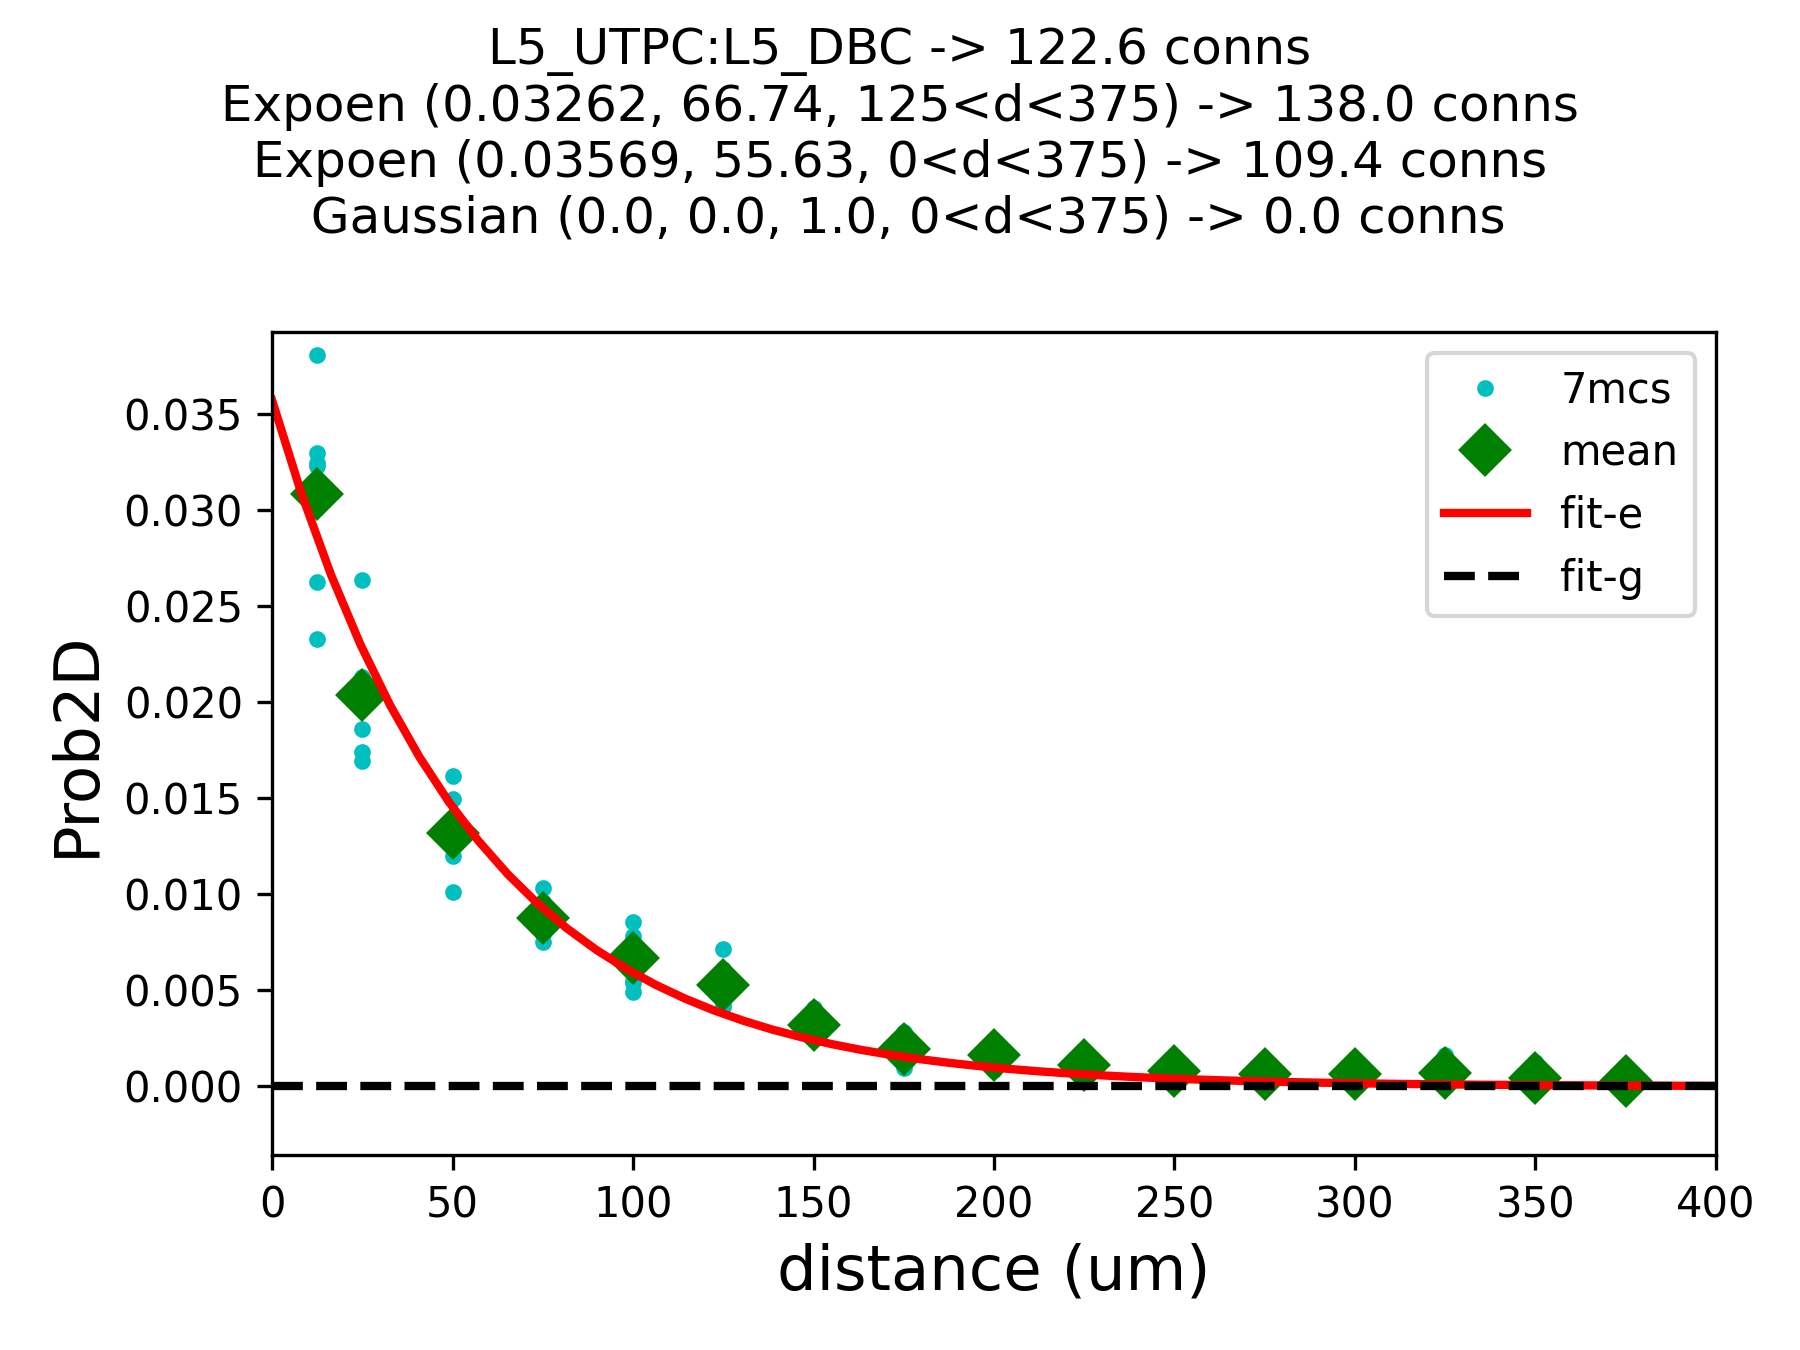 L5_UTPC:L5_DBC -> 122.6 conns
Expoen (0.03262, 66.74, 125<d<375) -> 138.0 conns
Expoen (0.03569, 55.63, 0<d<375) -> 109.4 conns
Gaussian (0.0, 0.0, 1.0, 0<d<375) -> 0.0 conns
7mcs
mean
fit-e
fit-g
Prob2D
0.035
0.030
0.025
0.020
0.015
0.010
0.005
0.000
0 50 100 150 200 250 300 350 400
distance (um)